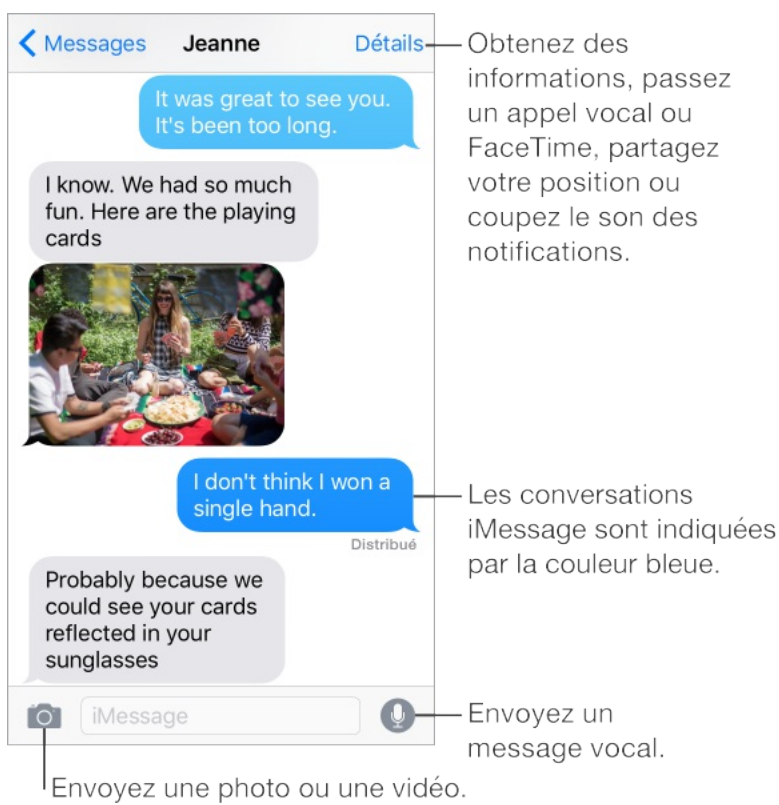 Messages Jeanne Détails
Obtenez des
informations, passez
un appel vocal ou
FaceTime, partagez
votre position ou
coupez le son des
notifications.
It was great to see you.
It's been too long.
I know. We had so much
fun. Here are the playing
cards
I don't think I won a
single hand.
Distribué
Les conversations
iMessage sont indiquées
par la couleur bleue.
Probably because we
could see your cards
reflected in your
sunglasses
iMessage
Envoyez un
message vocal.
Envoyez une photo ou une vidéo.